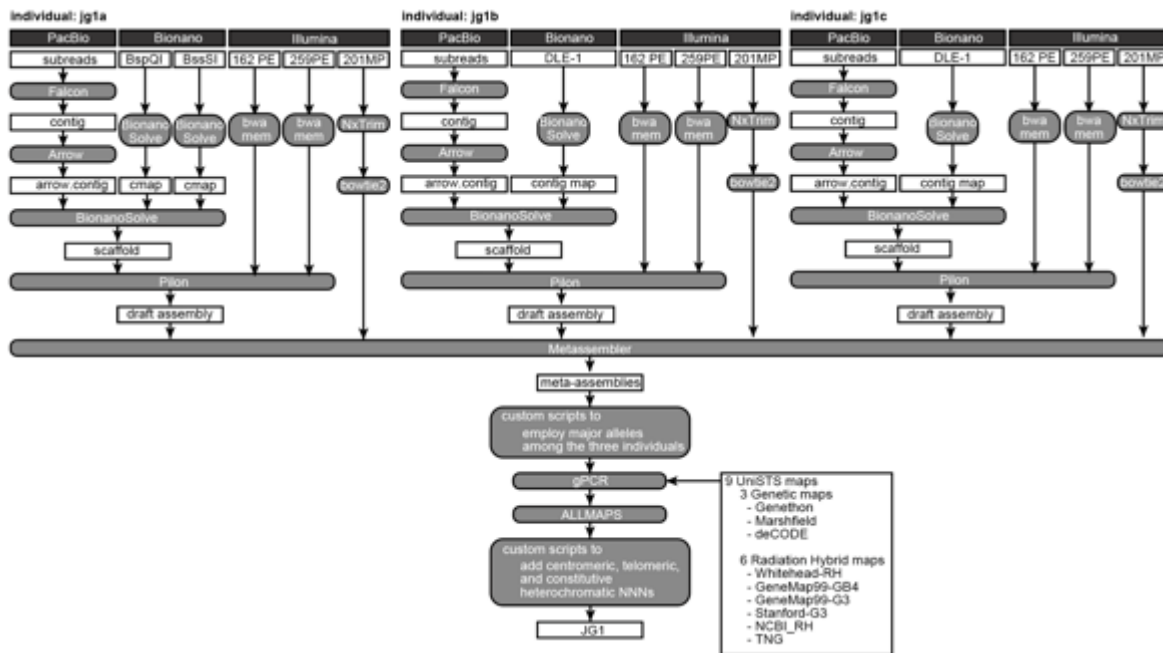 individual: jg1a
PacBio Bionano Illumina
subreads BspQI BssSI 162 PE 259PE 201MP
Falcon
contig
Bionano Solve
Bionano Solve
bwa mem
bwa mem
NxTrim
Arrow
arrow.contig cmap cmap bowtie2
BionanoSolve
scaffold
Pilon
draft assembly
individual: jg1b
PacBio Bionano Illumina
subreads DLE-1 162 PE 259PE 201MP
Falcon
contig
Bionano Solve
bwa mem
bwa mem
NxTrim
Arrow
arrow.contig contig map bowtie2
BionanoSolve
scaffold
Pilon
draft assembly
individual: jg1c
PacBio Bionano Illumina
subreads DLE-1 162 PE 259PE 201MP
Falcon
contig
Bionano Solve
bwa mem
bwa mem
NxTrim
Arrow
arrow.contig contig map bowtie2
BionanoSolve
scaffold
Pilon
draft assembly
Metassembler
meta-assemblies
custom scripts to
employ major alleles
among the three individuals
gPCR
ALLMAPS
custom scripts to
add centromeric, telomeric,
and constitutive
heterochromatic NNNs
JG1
9 UniSTS maps
3 Genetic maps
- Genethon
- Marshfield
- deCODE
6 Radiation Hybrid maps
- Whitehead-RH
- GeneMap99-GB4
- GeneMap99-G3
- Stanford-G3
- NCBI_RH
- TNG